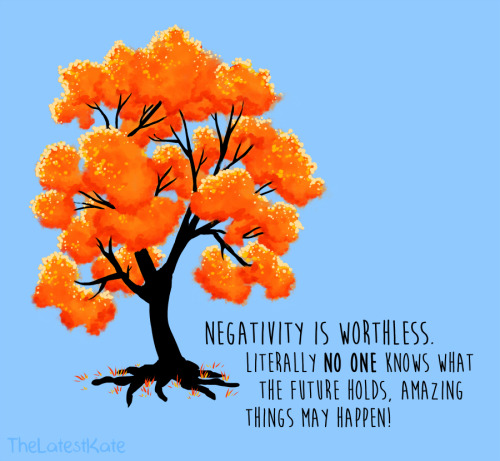 NEGATIVITY IS WORTHLESS.
LITERALLY NO ONE KNOWS WHAT
THE FUTURE HOLDS, AMAZING
THINGS MAY HAPPEN!
TheLatestKate